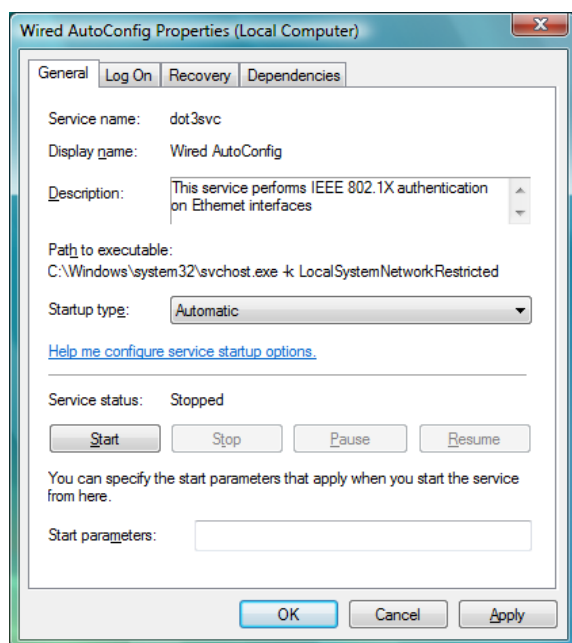 Wired AutoConfig Properties (Local Computer)
General Log On Recovery Dependencies
Service name: dot3svc
Display name: Wired AutoConfig
Description: This service performs IEEE 802.1X authentication
on Ethernet interfaces
Path to executable:
C:\Windows\system32\svchost.exe -k LocalSystemNetworkRestricted
Startup type: Automatic
Help me configure service startup options.
Service status: Stopped
Start Stop Pause Resume
You can specify the start parameters that apply when you start the service
from here.
Start parameters:
OK Cancel Apply